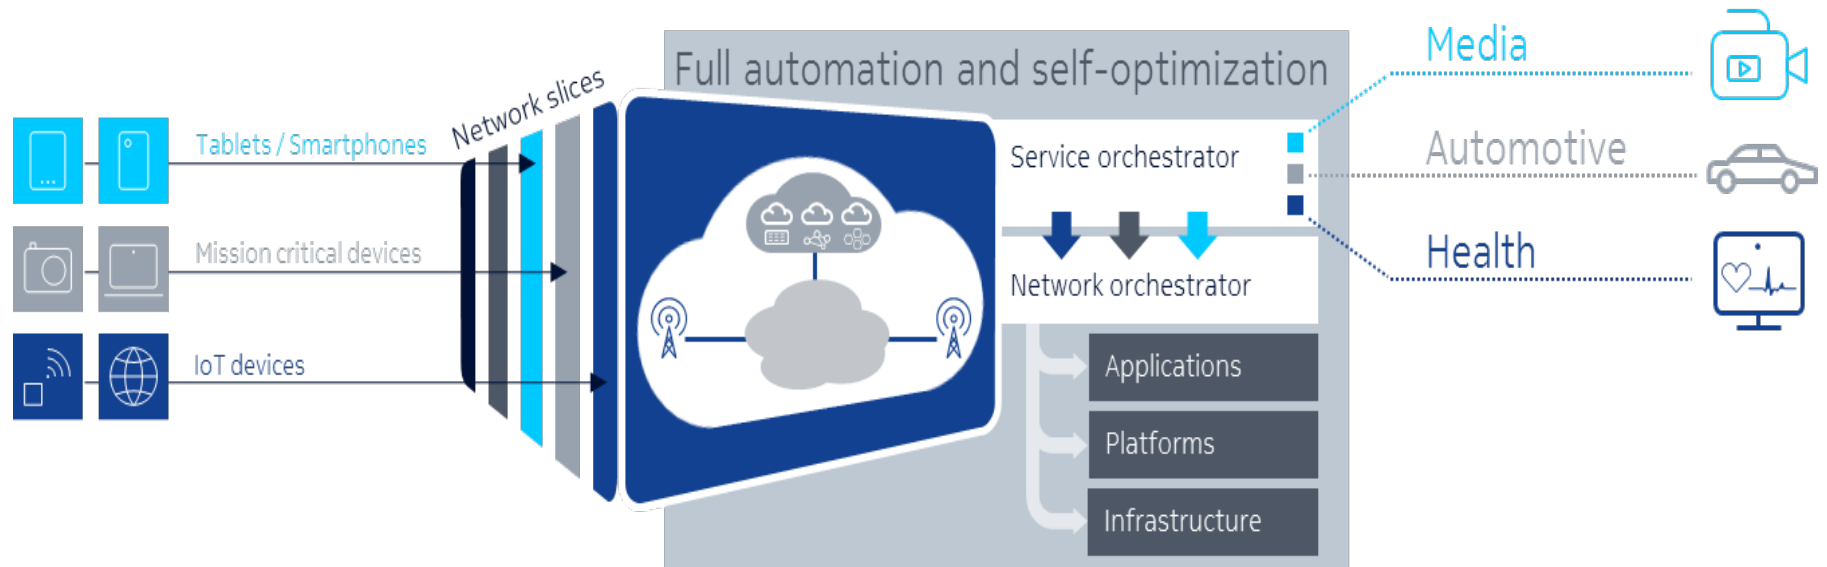 Full automation and self-optimization
Network slices
Tablets / Smartphones
Mission critical devices
IoT devices
Service orchestrator
Network orchestrator
Applications
Platforms
Infrastructure
Media
Automotive
Health